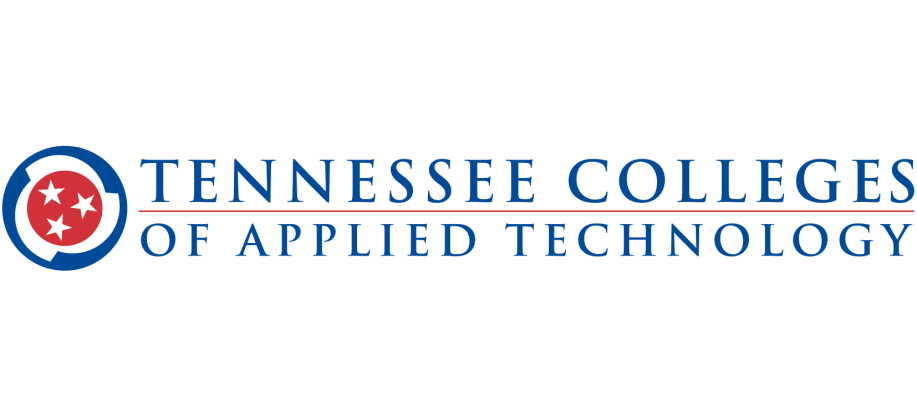 TENNESSEE COLLEGES
OF APPLIED TECHNOLOGY